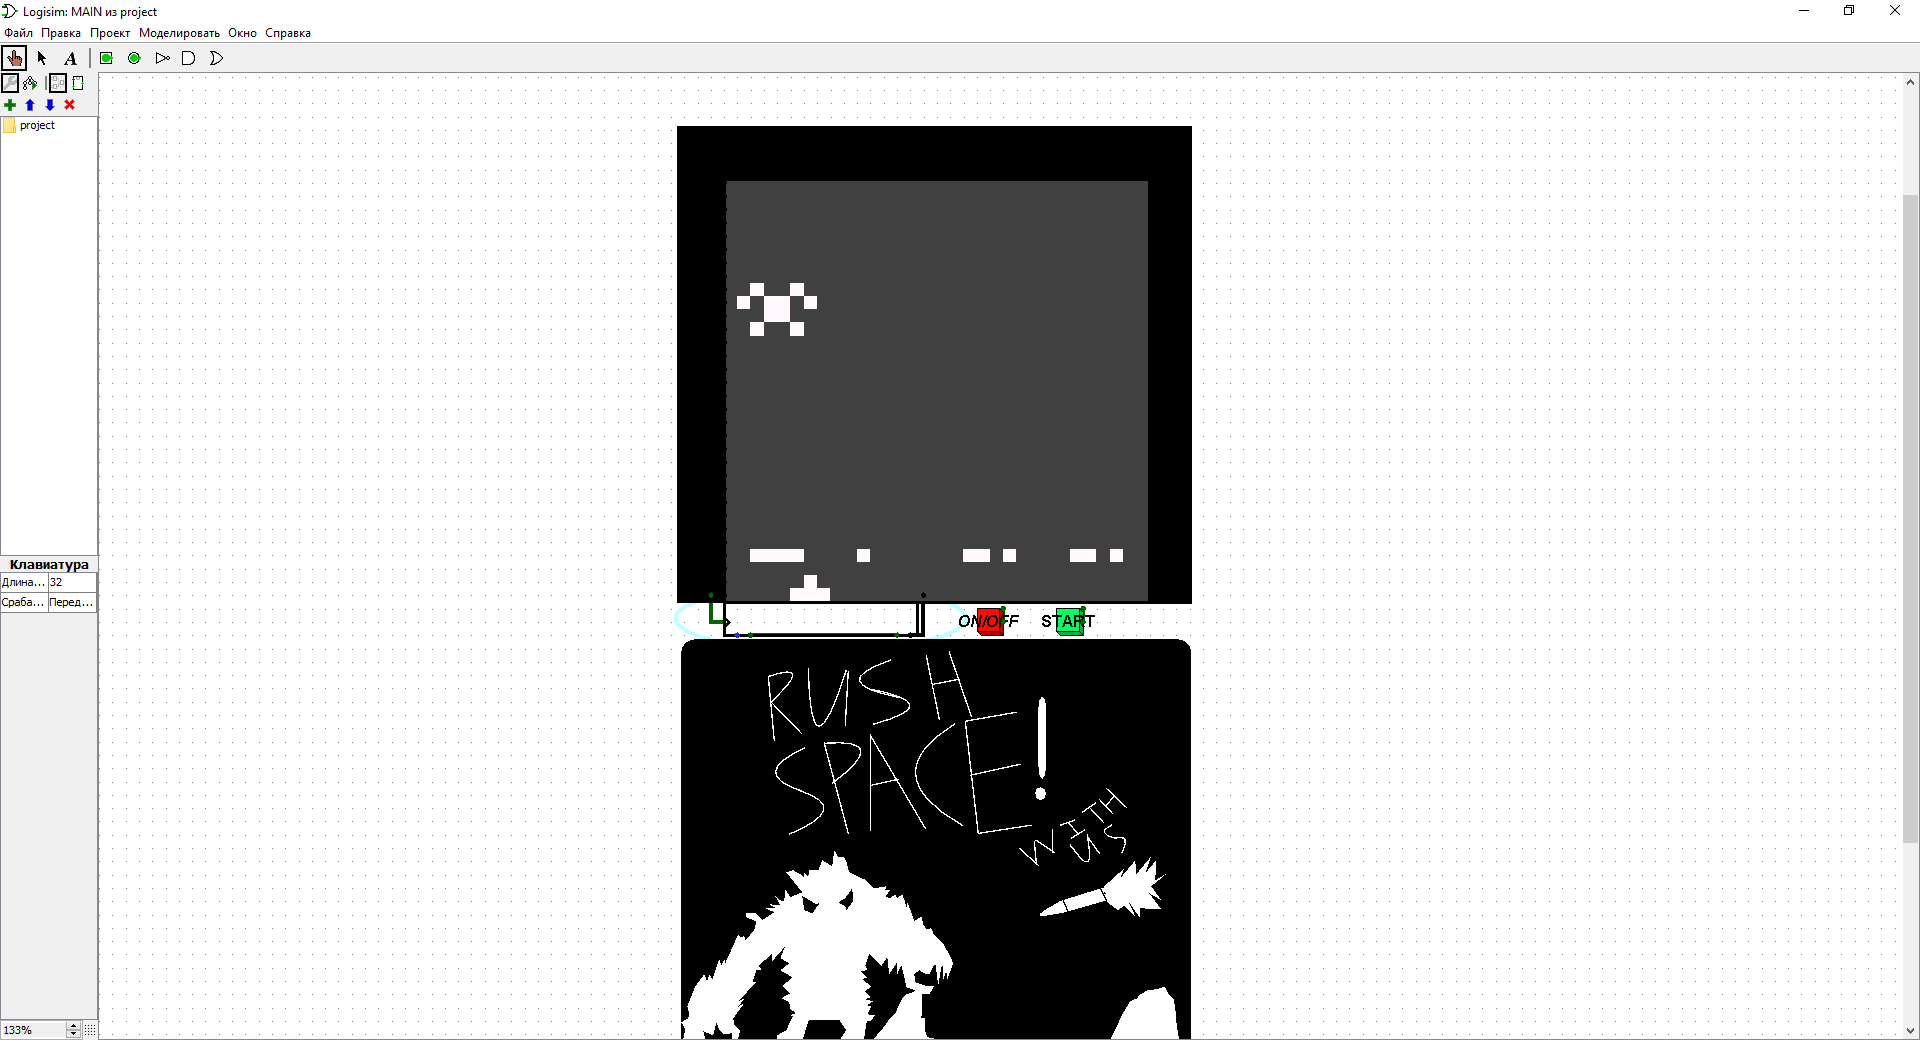 Logisim: MAIN из project
Файл Правка Проект Моделировать Окно Справка
A
project
Клавиатура
Длина... 32
Сраба... Перед...
133%
ON/OFF START
RUSH
SPACE!
WITH
US